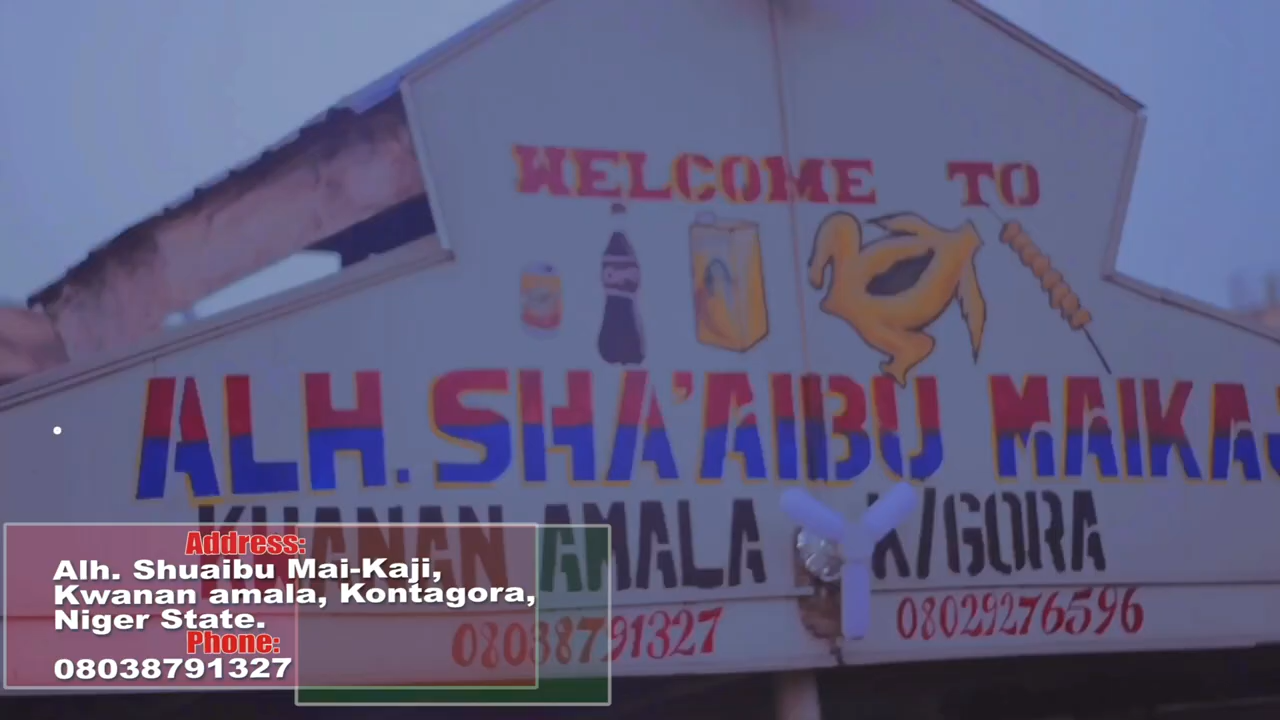 WELCOME TO
ALH. SHA'AIBU MAIKAJ
KWANAN AMALA K/GORA
08038791327 08029276596
Address:
Alh. Shuaibu Mai-Kaji,
Kwanan amala, Kontagora,
Niger State.
Phone:
08038791327